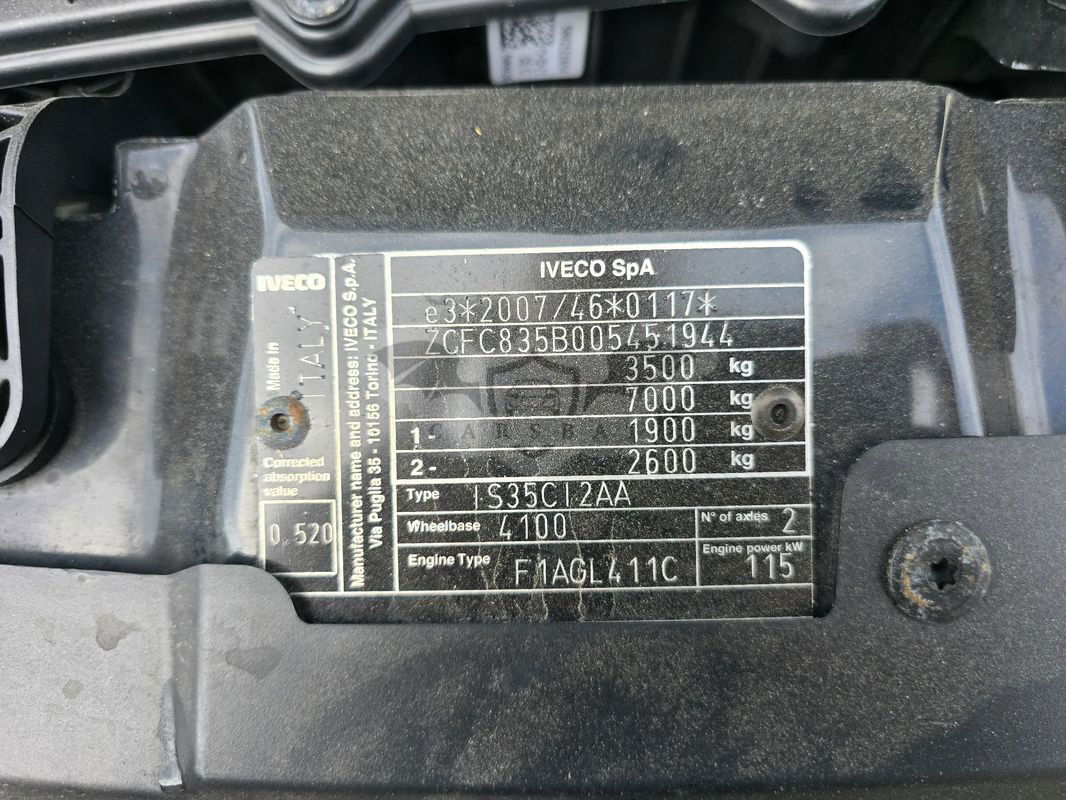 IVECO SpA
IVECO
Made in
ITALY
Manufacturer name and address: IVECO S.p.A.
Via Puglia 35 - 10156 Torino - ITALY
e3*2007/46*0117*
ZCFC835B005451944
3500 kg
7000 kg
1- 1900 kg
2- 2600 kg
CARSBA
Corrected
absorption
value
0.520
Type IS35CI2AA
Wheelbase 4100
N° of axles 2
Engine Type F1AGL411C
Engine power kW
115